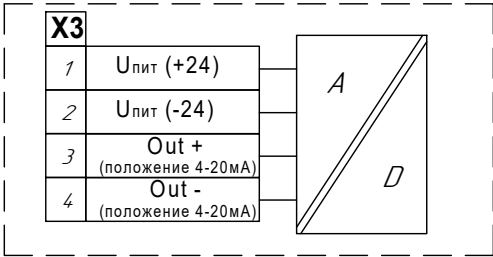 X3
1 Uпит (+24)
2 Uпит (-24)
3 Out +
(положение 4-20мА)
4 Out -
(положение 4-20мА)
A
D